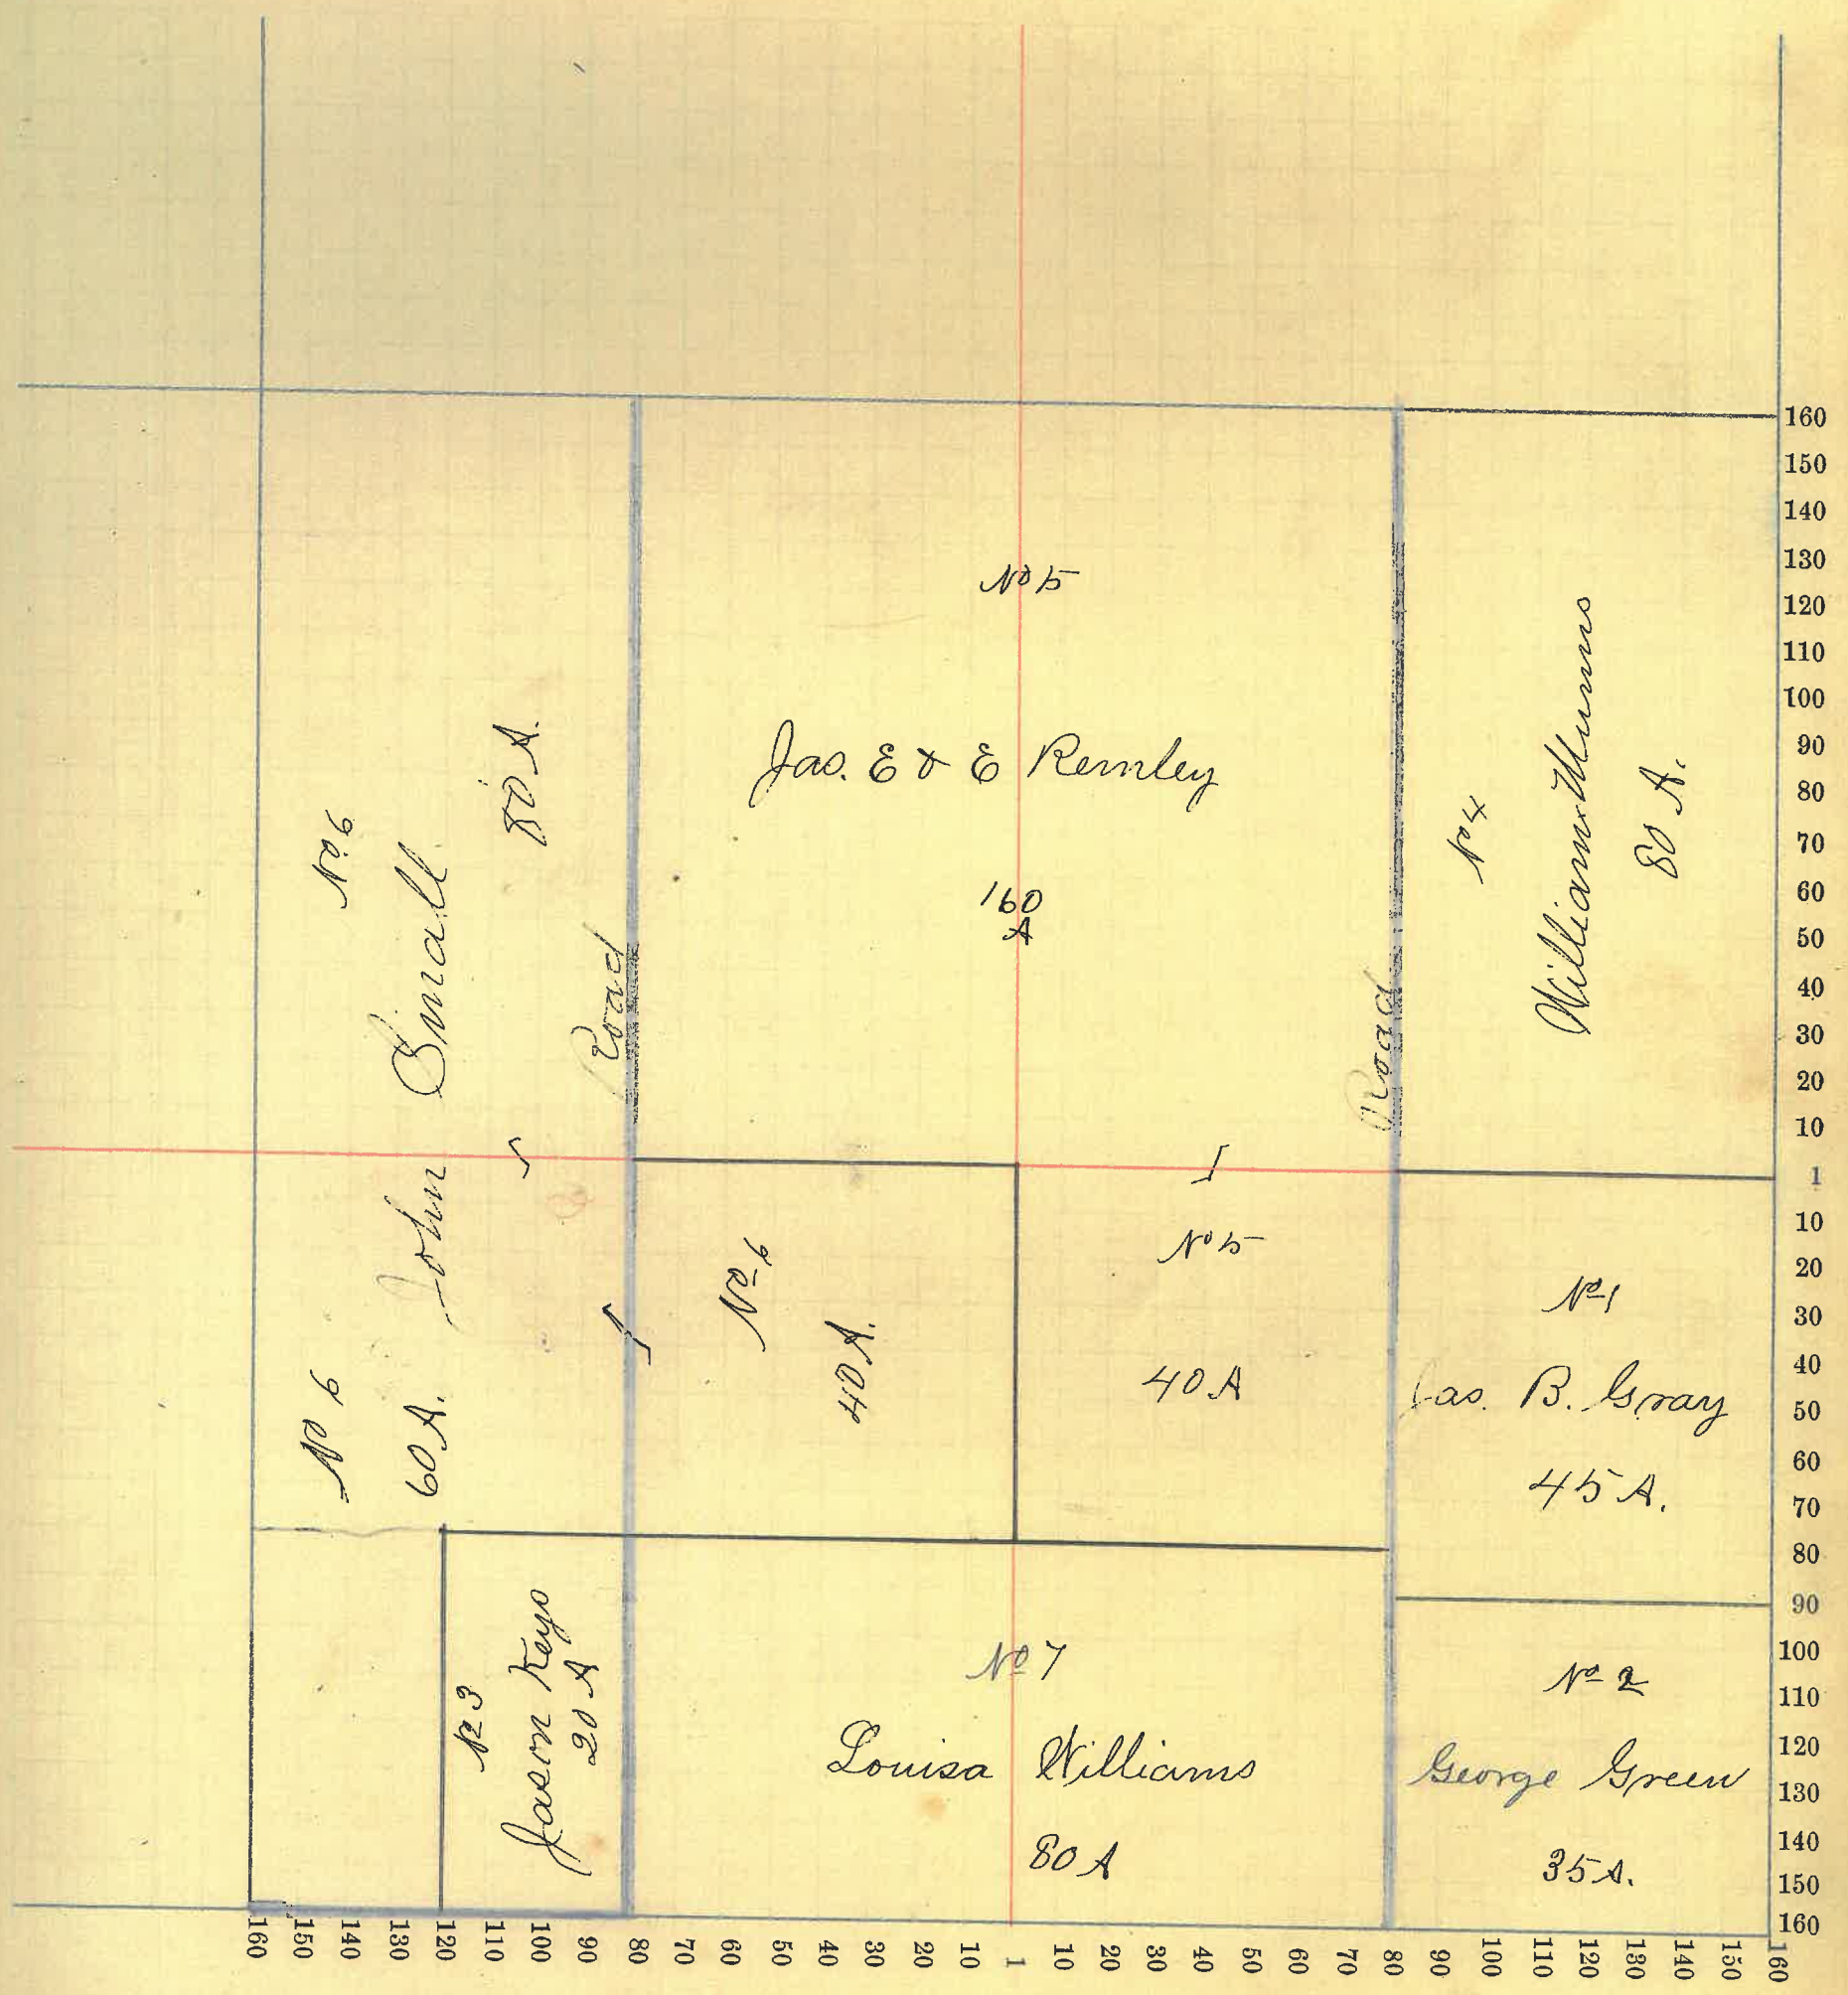 No 5
Jas. E & E Remley
160
A
No. 6
John Small
80 A.
Road
Road
No 4
William Munns
80 A.
No 6
60 A.
No 6
40 A.
No 5
40 A
No 1
Jas. B. Gray
45 A.
No 3
Jason Keys
20 A
No 7
Louisa Williams
80 A
No 2
George Green
35 A.
160
150
140
130
120
110
100
90
80
70
60
50
40
30
20
10
1
10
20
30
40
50
60
70
80
90
100
110
120
130
140
150
160
160 150 140 130 120 110 100 90 80 70 60 50 40 30 20 10 1 10 20 30 40 50 60 70 80 90 100 110 120 130 140 150 160